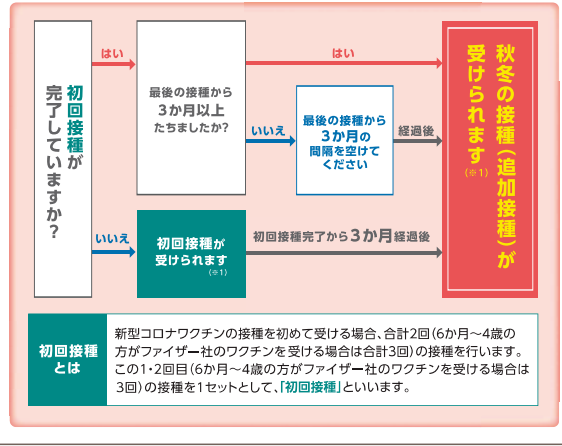 初回接種が
完了していますか？
はい
最後の接種から
3か月以上
たちましたか？
はい
いいえ
最後の接種から
3か月の
間隔を空けて
ください
経過後
秋冬の接種（追加接種）が
受けられます
（※1）
いいえ
初回接種が
受けられます
（※1）
初回接種完了から3か月経過後
初回接種
とは
新型コロナワクチンの接種を初めて受ける場合、合計2回（6か月～4歳の
方がファイザー社のワクチンを受ける場合は合計3回）の接種を行います。
この1・2回目（6か月～4歳の方がファイザー社のワクチンを受ける場合は
3回）の接種を1セットとして、「初回接種」といいます。